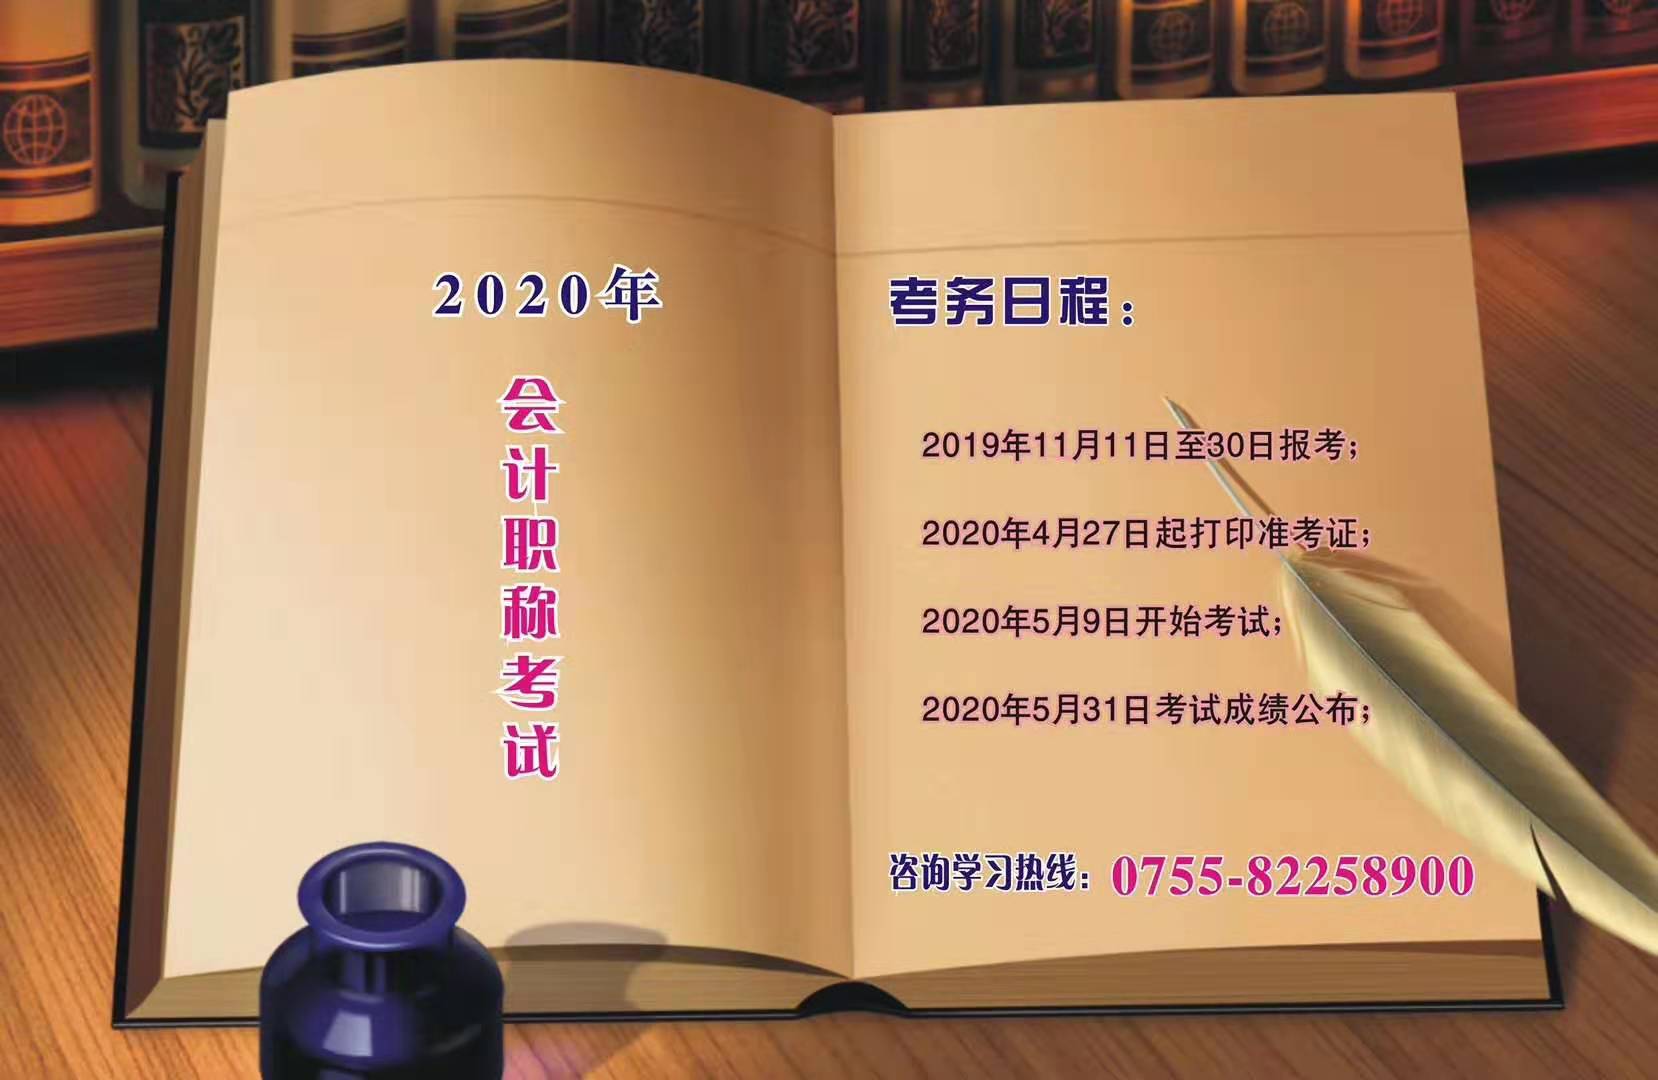 2020年
会计职称考试
考务日程：
2019年11月11日至30日报考；
2020年4月27日起打印准考证；
2020年5月9日开始考试；
2020年5月31日考试成绩公布；
咨询学习热线：0755-82258900